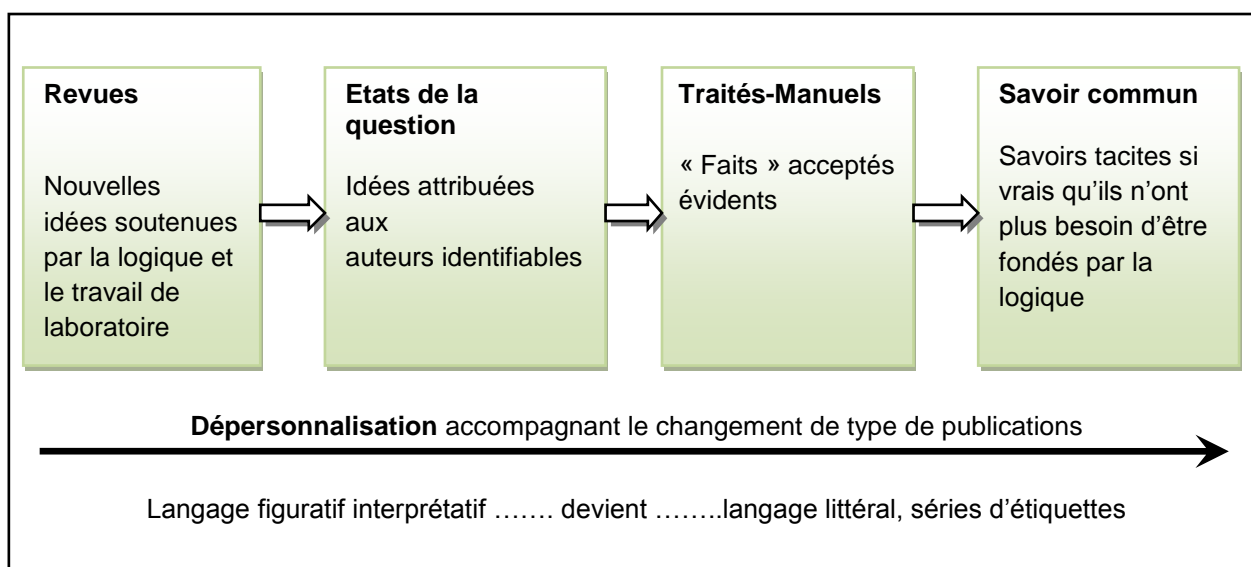 Revues
Nouvelles
idées soutenues
par la logique et
le travail de
laboratoire
Etats de la
question
Idées attribuées
aux
auteurs identifiables
Traités-Manuels
« Faits » acceptés
évidents
Savoir commun
Savoirs tacites si
vrais qu'ils n'ont
plus besoin d'être
fondés par la
logique
Dépersonnalisation accompagnant le changement de type de publications
Langage figuratif interprétatif ……. devient ……..langage littéral, séries d'étiquettes